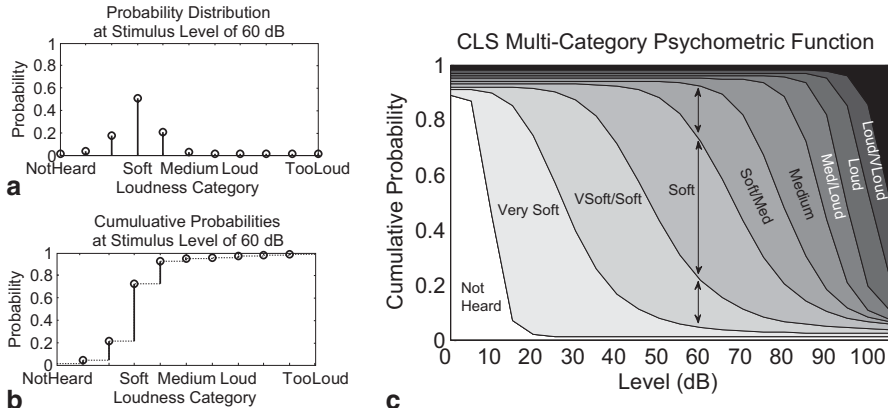 Probability Distribution
at Stimulus Level of 60 dB
1
0.8
0.6
0.4
0.2
0
Probability
NotHeard Soft Medium Loud TooLoud
Loudness Category
a
Cumuluative Probabilities
at Stimulus Level of 60 dB
1
0.8
0.6
0.4
0.2
0
Probability
NotHeard Soft Medium Loud TooLoud
Loudness Category
b
CLS Multi-Category Psychometric Function
1
0.8
0.6
0.4
0.2
0
Cumulative Probability
Not
Heard
Very Soft
VSoft/Soft
Soft
Soft/Med
Medium
Med/Loud
Loud
Loud/VLoud
0 10 20 30 40 50 60 70 80 90 100
Level (dB)
c